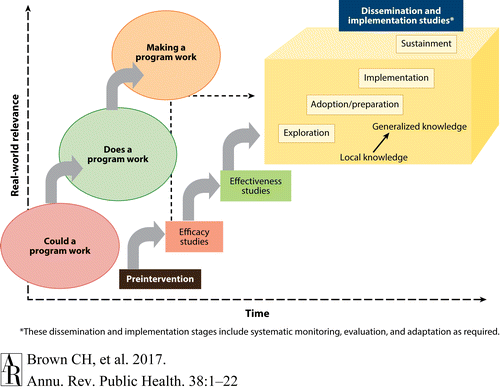 Dissemination and
implementation studies*
Sustainment
Implementation
Adoption/preparation
Exploration
Generalized knowledge
Local knowledge
Making a
program work
Does a
program work
Could a
program work
Effectiveness
studies
Efficacy
studies
Preintervention
Real-world relevance
Time
*These dissemination and implementation stages include systematic monitoring, evaluation, and adaptation as required.
AR
Brown CH, et al. 2017.
Annu. Rev. Public Health. 38:1–22